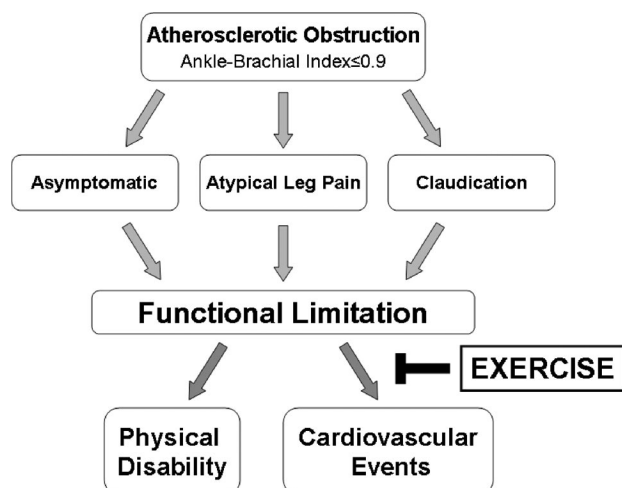 Atherosclerotic Obstruction
Ankle-Brachial Index≤0.9
Asymptomatic
Atypical Leg Pain
Claudication
Functional Limitation
EXERCISE
Physical
Disability
Cardiovascular
Events